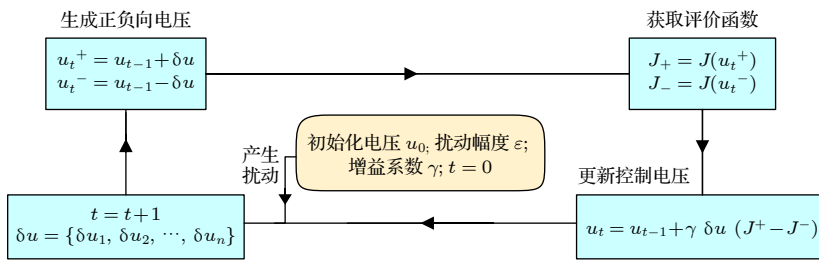 生成正负向电压
u_t^+ = u_{t−1}+δu
u_t^− = u_{t−1}−δu
获取评价函数
J_+ = J(u_t^+)
J_− = J(u_t^−)
初始化电压 u_0; 扰动幅度 ε;
增益系数 γ; t = 0
产生
扰动
更新控制电压
t = t+1
δu = {δu_1, δu_2, ···, δu_n}
u_t = u_{t−1}+γ δu (J^+−J^−)